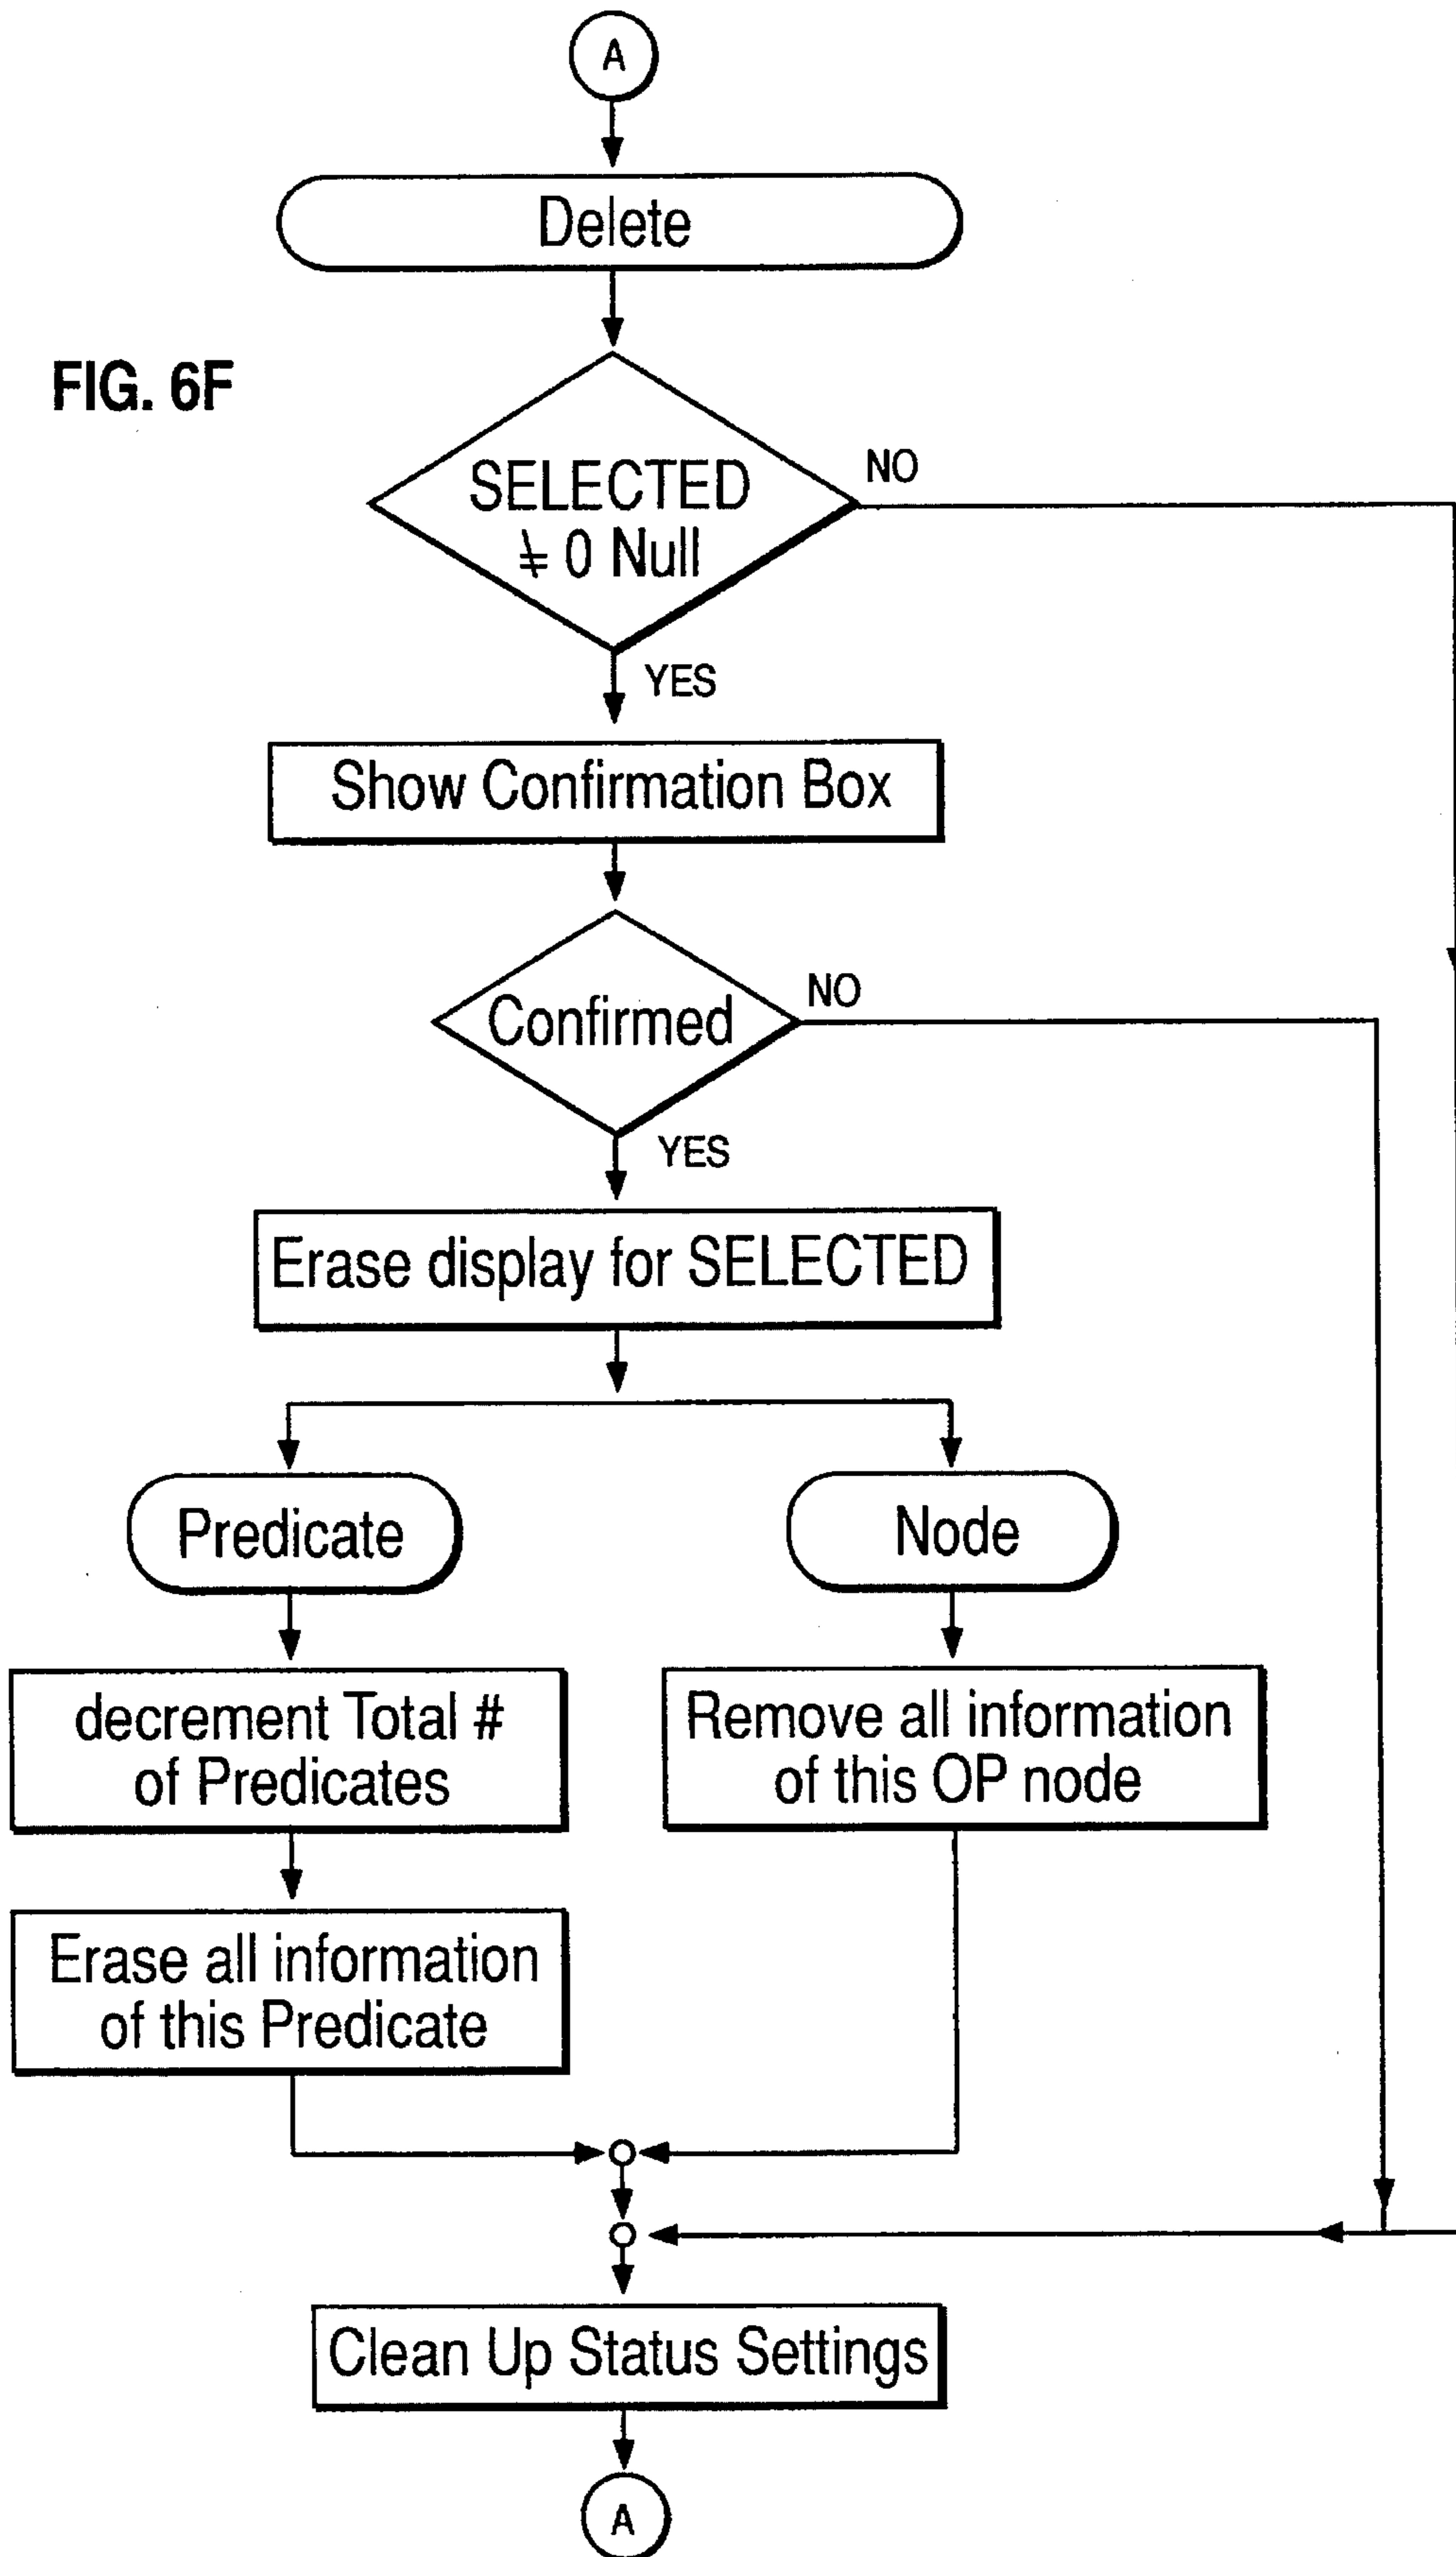 A
Delete
FIG. 6F
SELECTED
≠ 0 Null
NO
YES
Show Confirmation Box
Confirmed
NO
YES
Erase display for SELECTED
Predicate
Node
decrement Total #
of Predicates
Remove all information
of this OP node
Erase all information
of this Predicate
Clean Up Status Settings
A